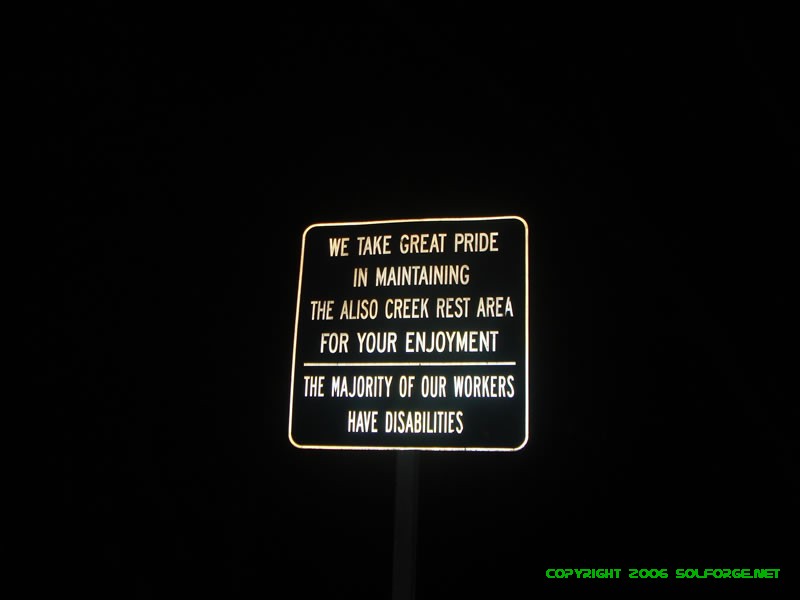 WE TAKE GREAT PRIDE
IN MAINTAINING
THE ALISO CREEK REST AREA
FOR YOUR ENJOYMENT
THE MAJORITY OF OUR WORKERS
HAVE DISABILITIES
COPYRIGHT 2006 SOLFORGE.NET